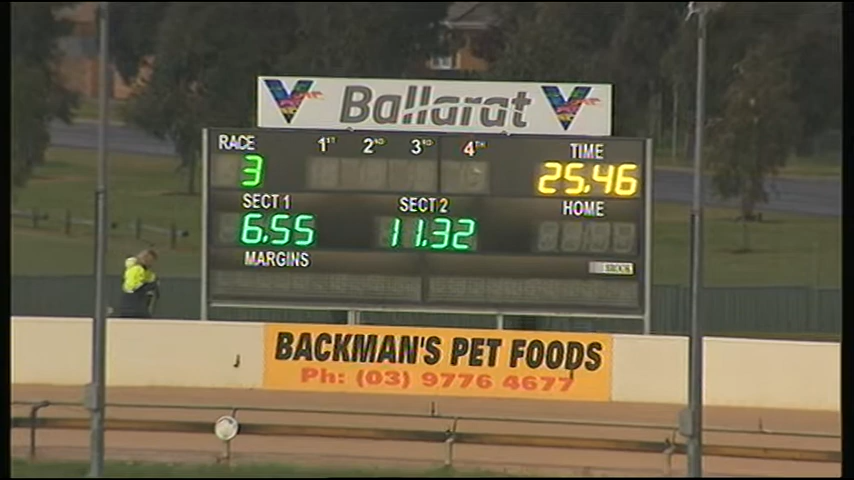 Ballarat
RACE 1ST 2ND 3RD 4TH TIME
3 25.46
SECT 1 SECT 2 HOME
6.55 11.32
MARGINS
BACKMAN'S PET FOODS
Ph: (03) 9776 4677